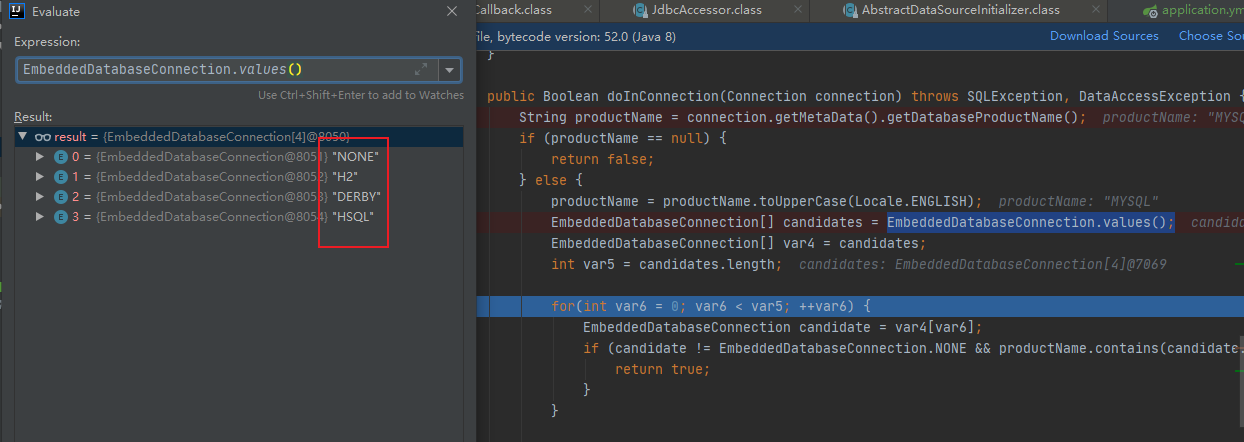 Evaluate
Expression:
EmbeddedDatabaseConnection.values()
Use Ctrl+Shift+Enter to add to Watches
Result:
result = {EmbeddedDatabaseConnection[4]@8050}
0 = {EmbeddedDatabaseConnection@8051} "NONE"
1 = {EmbeddedDatabaseConnection@8052} "H2"
2 = {EmbeddedDatabaseConnection@8053} "DERBY"
3 = {EmbeddedDatabaseConnection@8054} "HSQL"
Callback.class
JdbcAccessor.class
AbstractDataSourceInitializer.class
application.ym
file, bytecode version: 52.0 (Java 8)
Download Sources
Choose Sou
}
public Boolean doInConnection(Connection connection) throws SQLException, DataAccessException {
String productName = connection.getMetaData().getDatabaseProductName(); productName: "MYSQ
if (productName == null) {
return false;
} else {
productName = productName.toUpperCase(Locale.ENGLISH); productName: "MYSQL"
EmbeddedDatabaseConnection[] candidates = EmbeddedDatabaseConnection.values(); candida
EmbeddedDatabaseConnection[] var4 = candidates;
int var5 = candidates.length; candidates: EmbeddedDatabaseConnection[4]@7069
for(int var6 = 0; var6 < var5; ++var6) {
EmbeddedDatabaseConnection candidate = var4[var6];
if (candidate != EmbeddedDatabaseConnection.NONE && productName.contains(candidate.
return true;
}
}